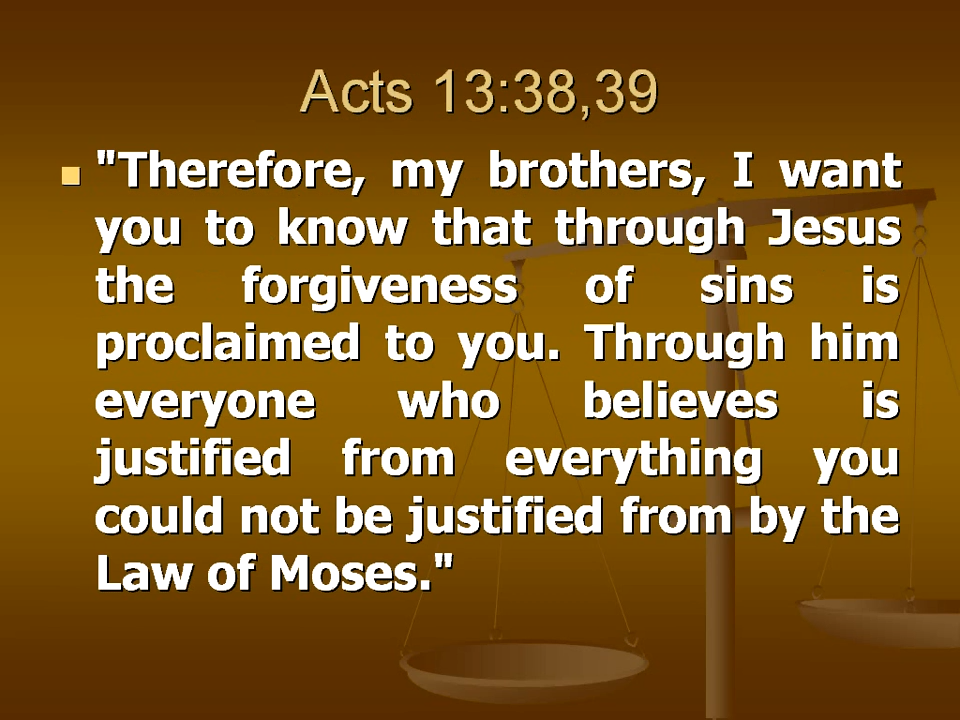 Acts 13:38,39
"Therefore, my brothers, I want
you to know that through Jesus
the forgiveness of sins is
proclaimed to you. Through him
everyone who believes is
justified from everything you
could not be justified from by the
Law of Moses."